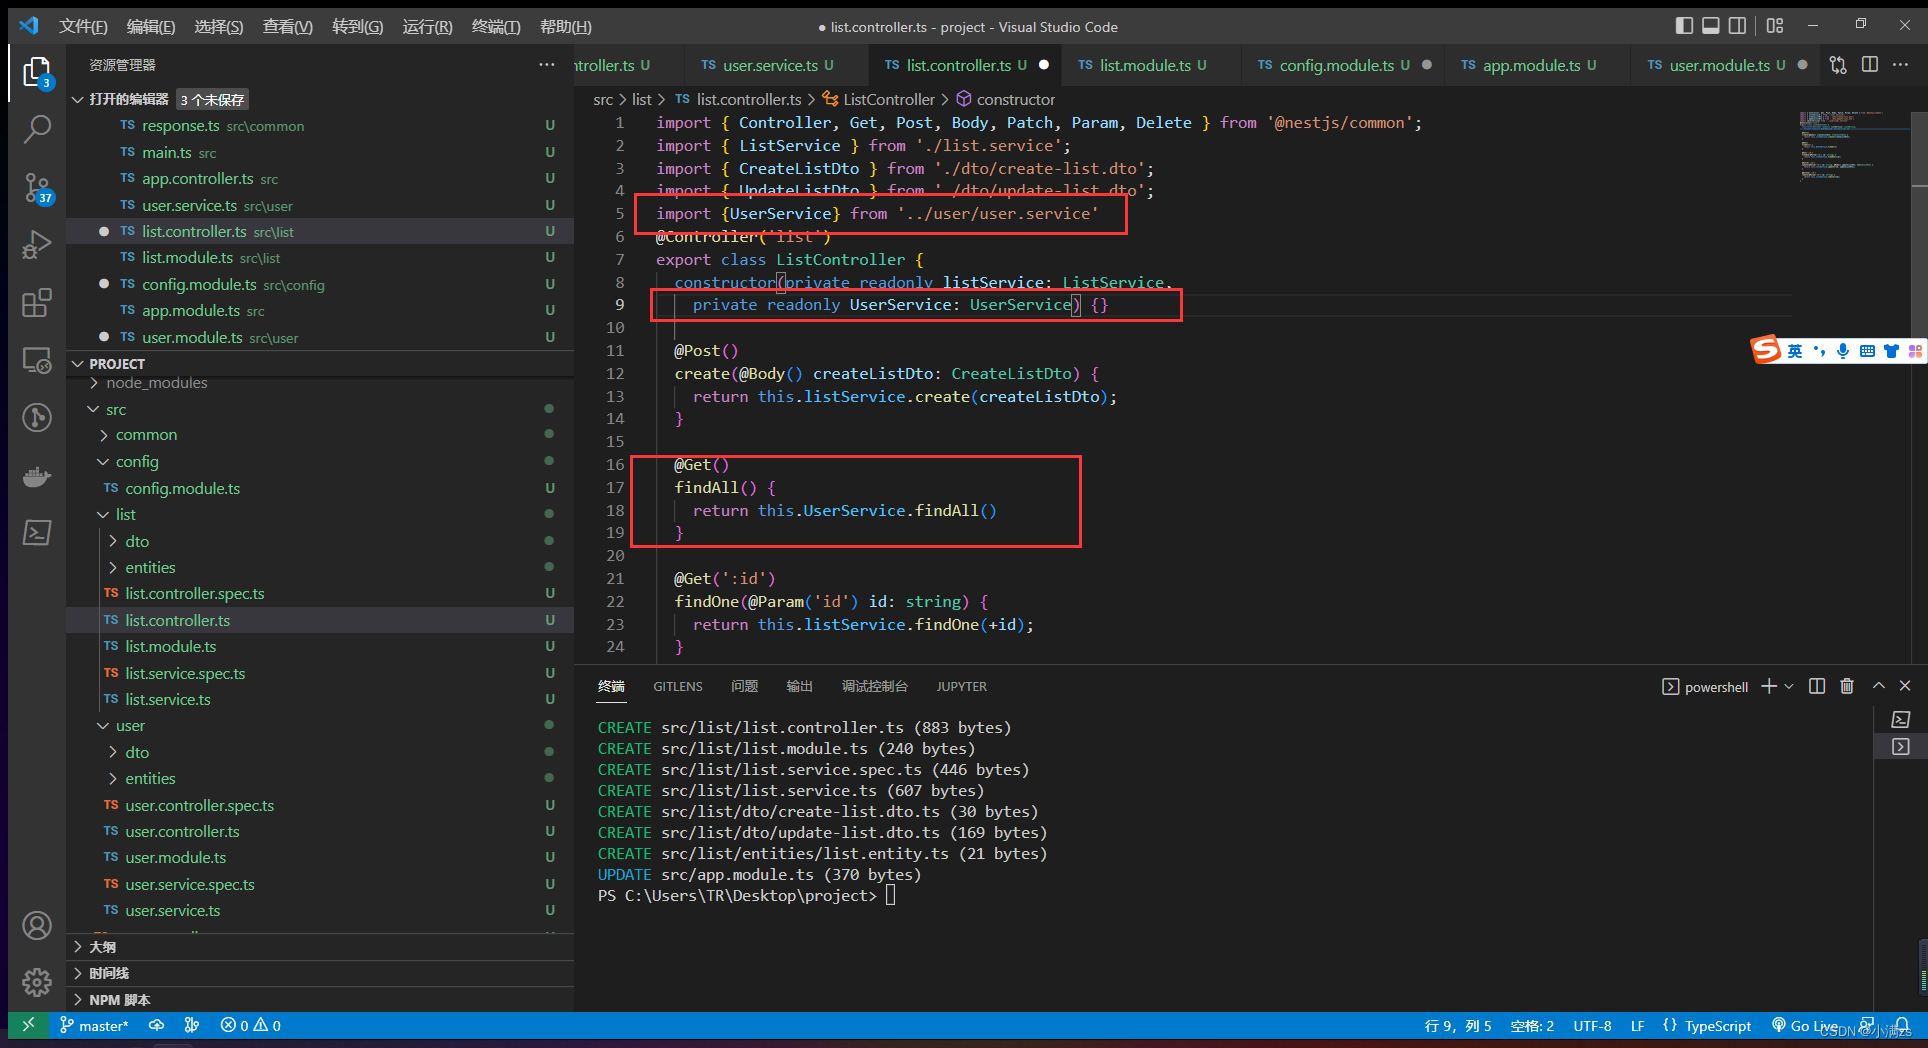 文件(F) 编辑(E) 选择(S) 查看(V) 转到(G) 运行(R) 终端(T) 帮助(H)
● list.controller.ts - project - Visual Studio Code
资源管理器 ···
打开的编辑器 3 个未保存
TS response.ts src\common U
TS main.ts src U
TS app.controller.ts src U
TS user.service.ts src\user U
● TS list.controller.ts src\list U
TS list.module.ts src\list U
● TS config.module.ts src\config U
TS app.module.ts src U
● TS user.module.ts src\user U
PROJECT
node_modules
src
common
config
TS config.module.ts U
list
dto
entities
TS list.controller.spec.ts U
TS list.controller.ts U
TS list.module.ts U
TS list.service.spec.ts U
TS list.service.ts U
user
dto
entities
TS user.controller.spec.ts U
TS user.controller.ts U
TS user.module.ts U
TS user.service.spec.ts U
TS user.service.ts U
大纲
时间线
NPM 脚本
3
37
ntroller.ts U TS user.service.ts U TS list.controller.ts U ● TS list.module.ts U TS config.module.ts U ● TS app.module.ts U TS user.module.ts U ● ···
src > list > TS list.controller.ts > ListController > constructor
1 import { Controller, Get, Post, Body, Patch, Param, Delete } from '@nestjs/common';
2 import { ListService } from './list.service';
3 import { CreateListDto } from './dto/create-list.dto';
4 import { UpdateListDto } from './dto/update-list.dto';
5 import {UserService} from '../user/user.service'
6 @Controller('list')
7 export class ListController {
8 constructor(private readonly listService: ListService,
9 private readonly UserService: UserService) {}
10
11 @Post()
12 create(@Body() createListDto: CreateListDto) {
13 return this.listService.create(createListDto);
14 }
15
16 @Get()
17 findAll() {
18 return this.UserService.findAll()
19 }
20
21 @Get(':id')
22 findOne(@Param('id') id: string) {
23 return this.listService.findOne(+id);
24 }
S 英
终端 GITLENS 问题 输出 调试控制台 JUPYTER
powershell
CREATE src/list/list.controller.ts (883 bytes)
CREATE src/list/list.module.ts (240 bytes)
CREATE src/list/list.service.spec.ts (446 bytes)
CREATE src/list/list.service.ts (607 bytes)
CREATE src/list/dto/create-list.dto.ts (30 bytes)
CREATE src/list/dto/update-list.dto.ts (169 bytes)
CREATE src/list/entities/list.entity.ts (21 bytes)
UPDATE src/app.module.ts (370 bytes)
PS C:\Users\TR\Desktop\project>
master* 0 0
行 9，列 5 空格: 2 UTF-8 LF {} TypeScript Go Live
CSDN @小满zs